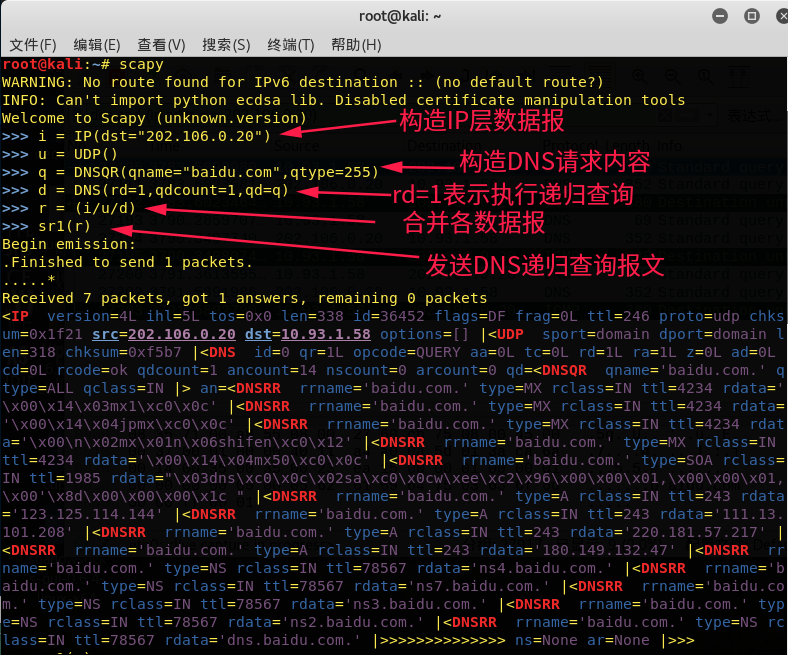 root@kali: ~
文件(F) 编辑(E) 查看(V) 搜索(S) 终端(T) 帮助(H)
root@kali:~# scapy
WARNING: No route found for IPv6 destination :: (no default route?)
INFO: Can't import python ecdsa lib. Disabled certificate manipulation tools
Welcome to Scapy (unknown.version)
>>> i = IP(dst="202.106.0.20")
构造IP层数据报
>>> u = UDP()
>>> q = DNSQR(qname="baidu.com",qtype=255)
构造DNS请求内容
>>> d = DNS(rd=1,qdcount=1,qd=q)
rd=1表示执行递归查询
>>> r = (i/u/d)
合并各数据报
>>> sr1(r)
发送DNS递归查询报文
Begin emission:
.Finished to send 1 packets.
.....*
Received 7 packets, got 1 answers, remaining 0 packets
<IP  version=4L ihl=5L tos=0x0 len=338 id=36452 flags=DF frag=0L ttl=246 proto=udp chks
um=0x1f21 src=202.106.0.20 dst=10.93.1.58 options=[] |<UDP  sport=domain dport=domain l
en=318 chksum=0xf5b7 |<DNS  id=0 qr=1L opcode=QUERY aa=0L tc=0L rd=1L ra=1L z=0L ad=0L
cd=0L rcode=ok qdcount=1 ancount=14 nscount=0 arcount=0 qd=<DNSQR  qname='baidu.com.' q
type=ALL qclass=IN |> an=<DNSRR  rrname='baidu.com.' type=MX rclass=IN ttl=4234 rdata='
\x00\x14\x03mx1\xc0\x0c' |<DNSRR  rrname='baidu.com.' type=MX rclass=IN ttl=4234 rdata=
'\x00\x14\x04jpmx\xc0\x0c' |<DNSRR  rrname='baidu.com.' type=MX rclass=IN ttl=4234 rdat
a='\x00\n\x02mx\x01n\x06shifen\xc0\x12' |<DNSRR  rrname='baidu.com.' type=MX rclass=IN
ttl=4234 rdata='\x00\x14\x04mx50\xc0\x0c' |<DNSRR  rrname='baidu.com.' type=SOA rclass=
IN ttl=1985 rdata="\x03dns\xc0\x0c\x02sa\xc0\x0cw\xee\xc2\x96\x00\x00\x01,\x00\x00\x01,
\x00'\x8d\x00\x00\x00\x1c " |<DNSRR  rrname='baidu.com.' type=A rclass=IN ttl=243 rdata
='123.125.114.144' |<DNSRR  rrname='baidu.com.' type=A rclass=IN ttl=243 rdata='111.13.
101.208' |<DNSRR  rrname='baidu.com.' type=A rclass=IN ttl=243 rdata='220.181.57.217' |
<DNSRR  rrname='baidu.com.' type=A rclass=IN ttl=243 rdata='180.149.132.47' |<DNSRR  rr
name='baidu.com.' type=NS rclass=IN ttl=78567 rdata='ns4.baidu.com.' |<DNSRR  rrname='b
aidu.com.' type=NS rclass=IN ttl=78567 rdata='ns7.baidu.com.' |<DNSRR  rrname='baidu.co
m.' type=NS rclass=IN ttl=78567 rdata='ns3.baidu.com.' |<DNSRR  rrname='baidu.com.' typ
e=NS rclass=IN ttl=78567 rdata='ns2.baidu.com.' |<DNSRR  rrname='baidu.com.' type=NS rc
lass=IN ttl=78567 rdata='dns.baidu.com.' |>>>>>>>>>>>>>> ns=None ar=None |>>>